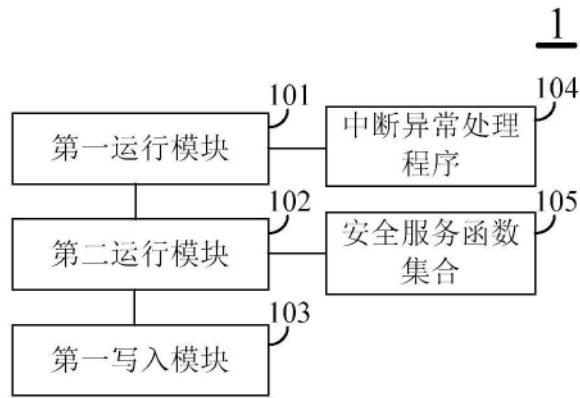 1
101
第一运行模块
104
中断异常处理
程序
102
第二运行模块
105
安全服务函数
集合
103
第一写入模块